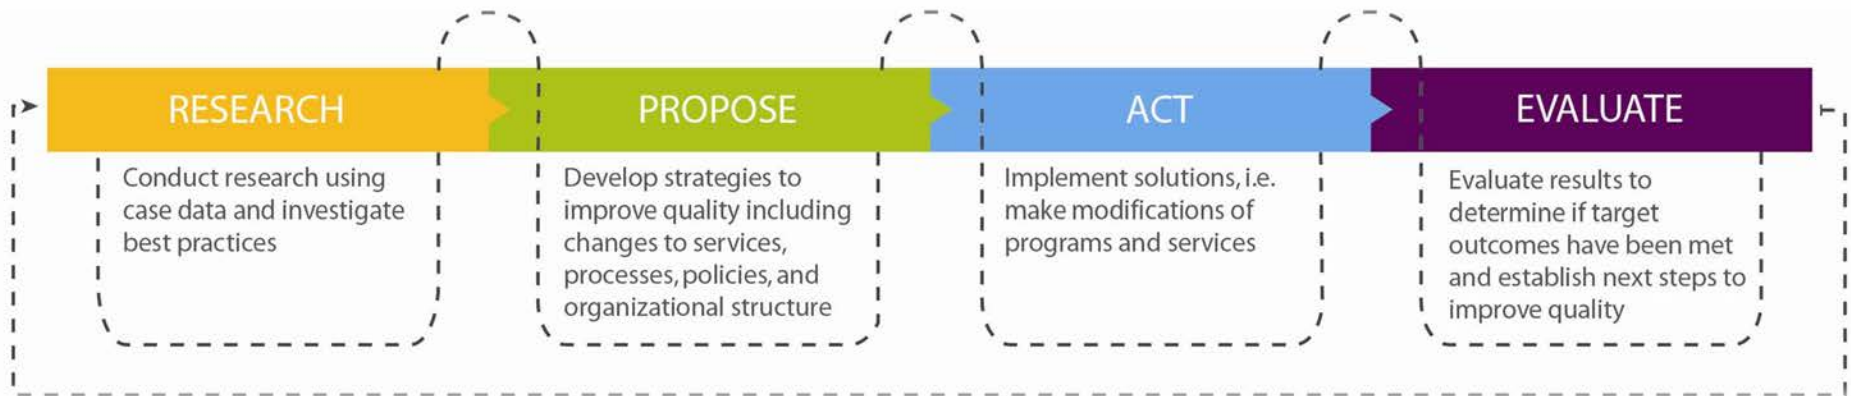 RESEARCH
Conduct research using
case data and investigate
best practices
PROPOSE
Develop strategies to
improve quality including
changes to services,
processes, policies, and
organizational structure
ACT
Implement solutions, i.e.
make modifications of
programs and services
EVALUATE
Evaluate results to
determine if target
outcomes have been met
and establish next steps to
improve quality